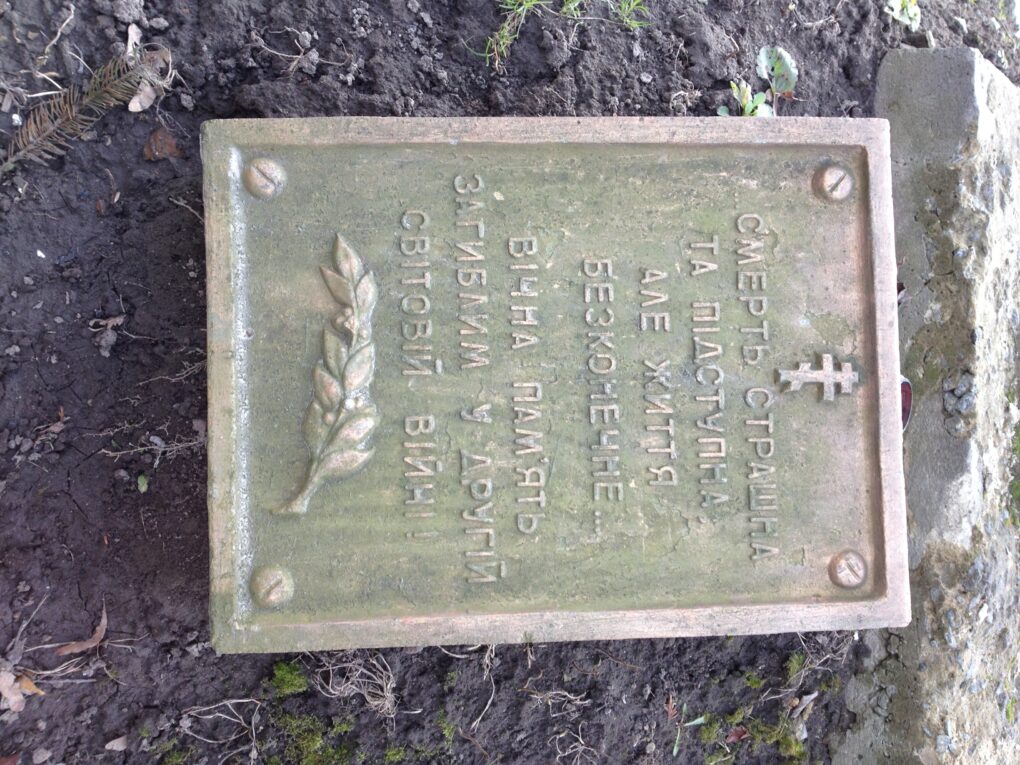 СМЕРТЬ СТРАШНА
ТА ПІДСТУПНА,
АЛЕ ЖИТТЯ
БЕЗКОНЕЧНЕ...
ВІЧНА ПАМ'ЯТЬ
ЗАГИБЛИМ У ДРУГІЙ
СВІТОВІЙ ВІЙНІ!